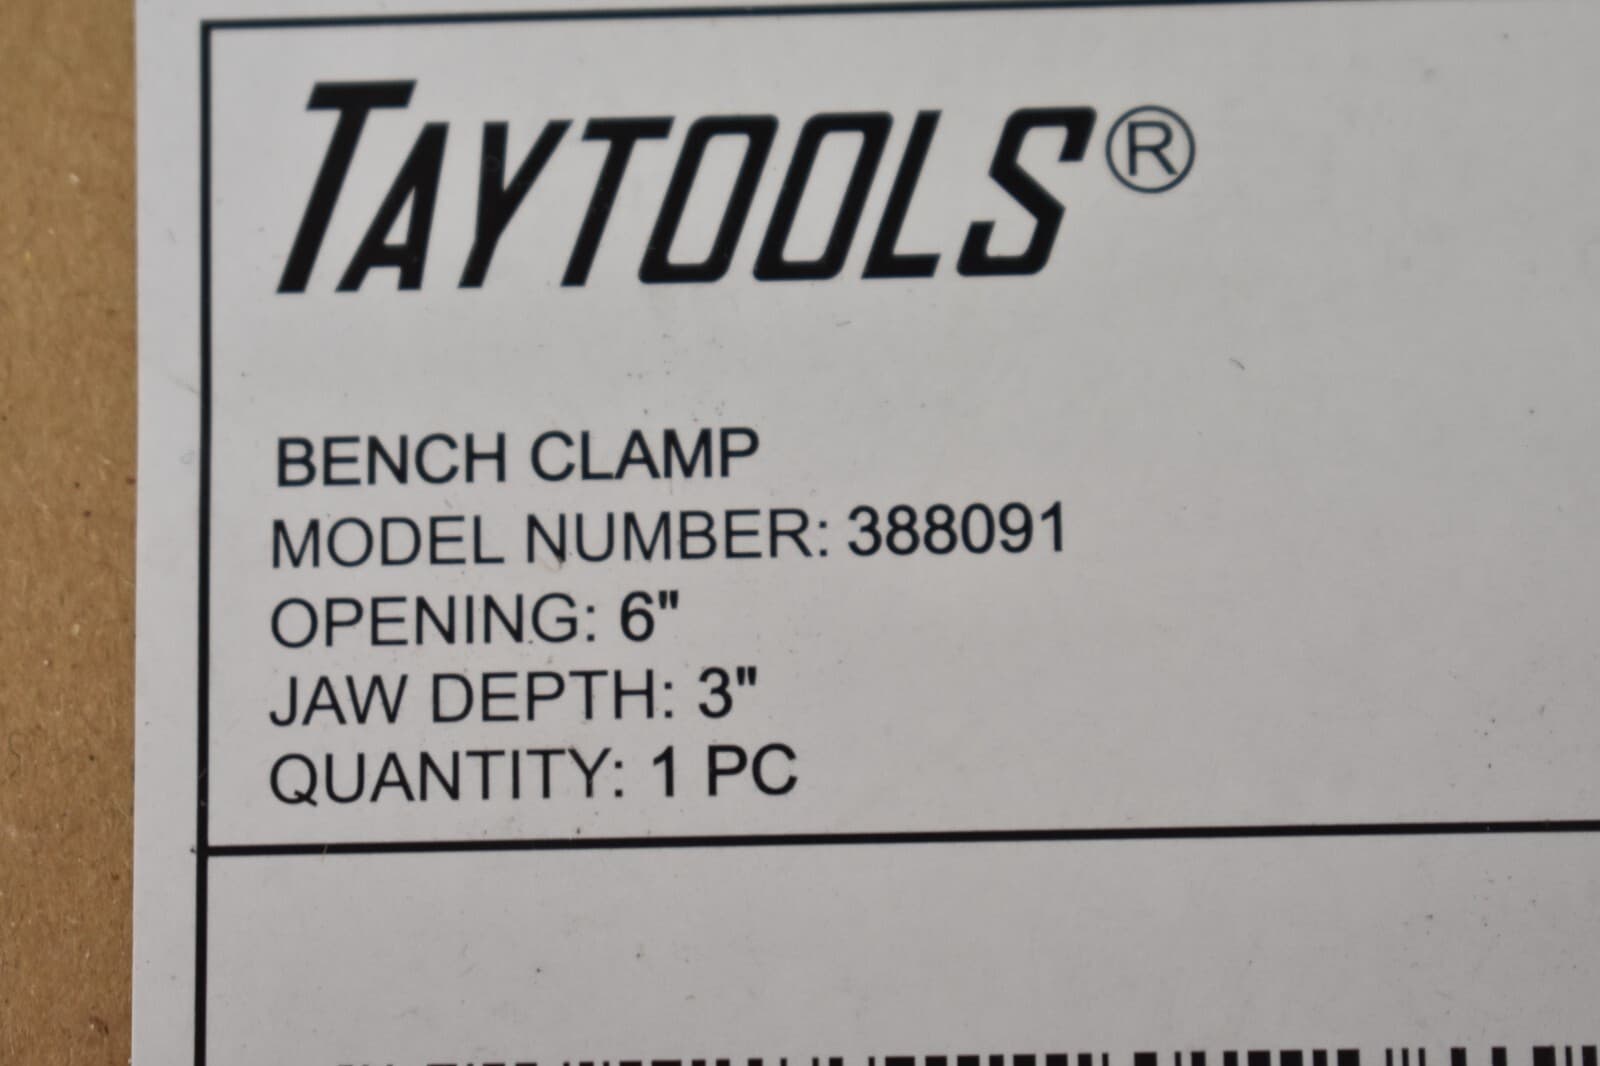 TAYTOOLS®
BENCH CLAMP
MODEL NUMBER: 388091
OPENING: 6"
JAW DEPTH: 3"
QUANTITY: 1 PC